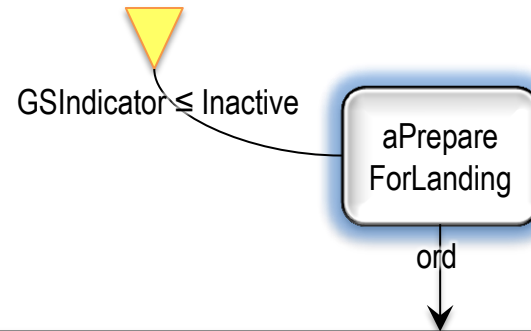 GSIndicator ≤ Inactive
aPrepare
ForLanding
ord